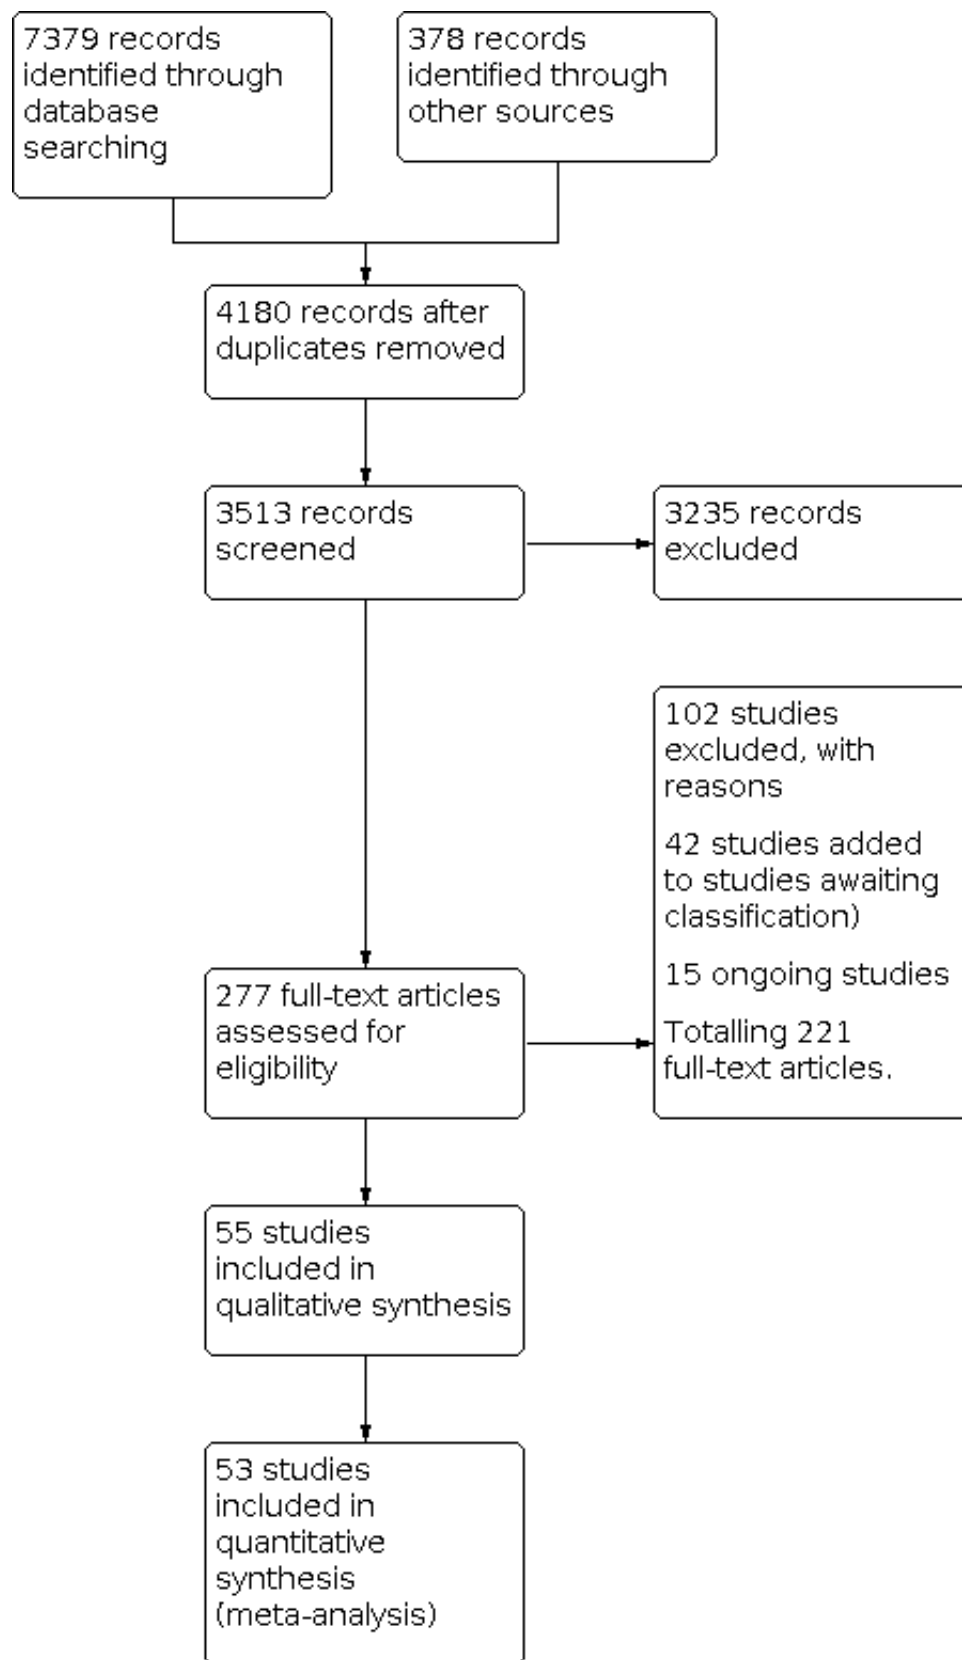 7379 records
identified through
database
searching
378 records
identified through
other sources
4180 records after
duplicates removed
3513 records
screened
3235 records
excluded
102 studies
excluded, with
reasons
42 studies added
to studies awaiting
classification)
15 ongoing studies
Totalling 221
full-text articles.
277 full-text articles
assessed for
eligibility
55 studies
included in
qualitative synthesis
53 studies
included in
quantitative
synthesis
(meta-analysis)